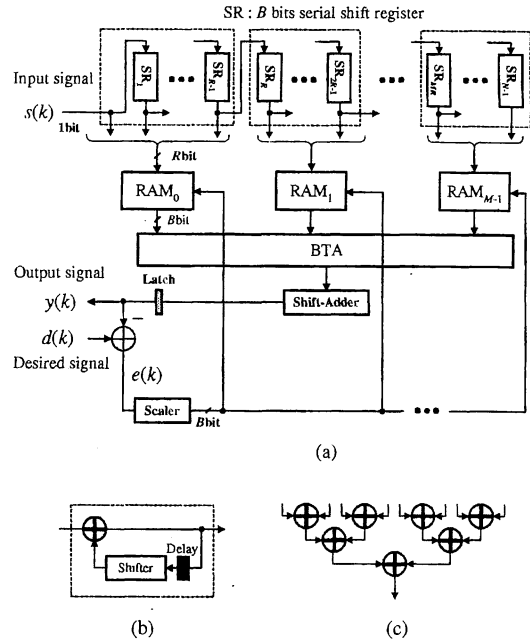 SR : B bits serial shift register
Input signal
s(k)
1bit
SR1
SRR-1
SRR
SR2R-1
SRN-1
Rbit
RAM0
RAM1
RAMM-1
Bbit
BTA
Output signal
Latch
y(k)
Shift-Adder
−
d(k)
Desired signal
e(k)
Scaler
Bbit
(a)
Delay
Shifter
(b)
(c)